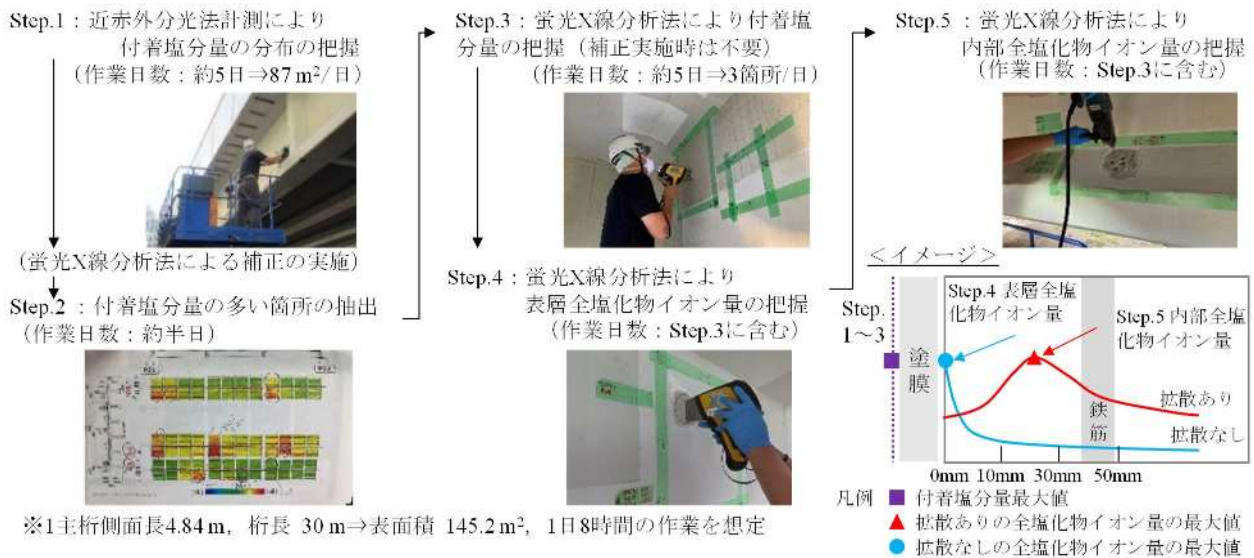 Step.1：近赤外分光法計測により
付着塩分量の分布の把握
（作業日数：約5日⇒87 m²/日）
（蛍光X線分析法による補正の実施）
Step.2：付着塩分量の多い箇所の抽出
（作業日数：約半日）
Step.3：蛍光X線分析法により付着塩
分量の把握（補正実施時は不要）
（作業日数：約5日⇒3箇所/日）
Step.4：蛍光X線分析法により
表層全塩化物イオン量の把握
（作業日数：Step.3に含む）
Step.5：蛍光X線分析法により
内部全塩化物イオン量の把握
（作業日数：Step.3に含む）
＜イメージ＞
Step.
1～3
塗膜
Step.4 表層全塩
化物イオン量
Step.5 内部全塩
化物イオン量
鉄筋
拡散あり
拡散なし
0mm 10mm 30mm 50mm
凡例 ■ 付着塩分量最大値
▲ 拡散ありの全塩化物イオン量の最大値
● 拡散なしの全塩化物イオン量の最大値
※1主桁側面長4.84 m，桁長 30 m⇒表面積 145.2 m²，1日8時間の作業を想定